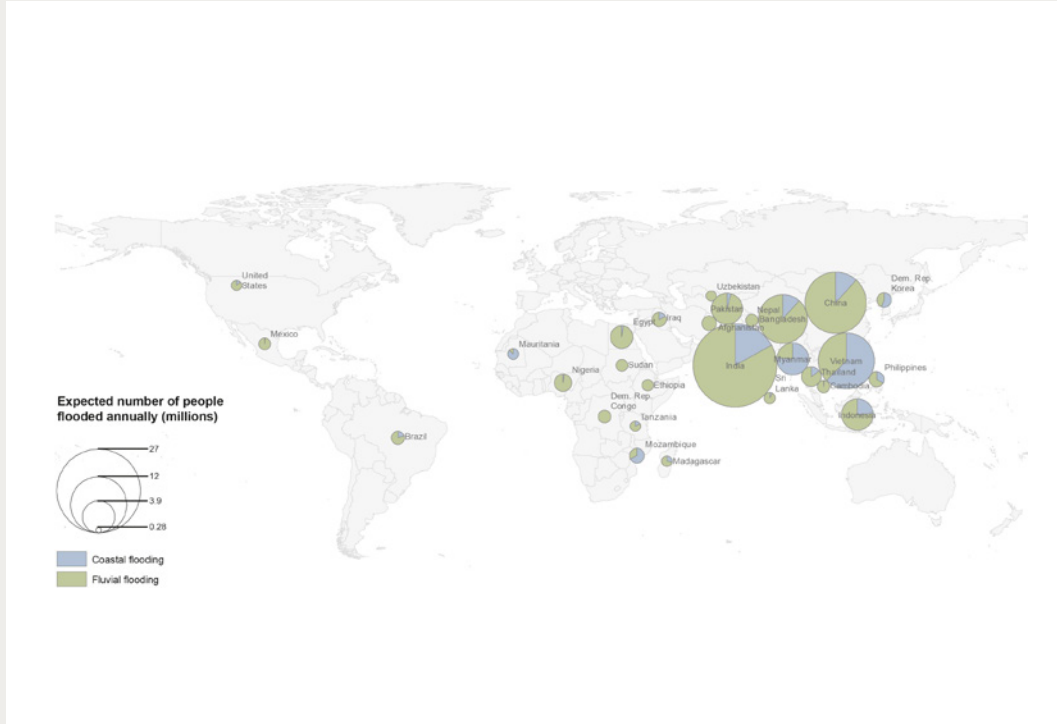 United
States
Mexico
Brazil
Mauritania
Nigeria
Egypt
Sudan
Ethiopia
Dem. Rep.
Congo
Tanzania
Mozambique
Madagascar
Iraq
Uzbekistan
Pakistan
Afghanistan
Nepal
Bangladesh
India
Sri
Lanka
China
Dem. Rep.
Korea
Myanmar
Vietnam
Thailand
Cambodia
Philippines
Indonesia
Expected number of people
flooded annually (millions)
27
12
3.9
0.28
Coastal flooding
Fluvial flooding